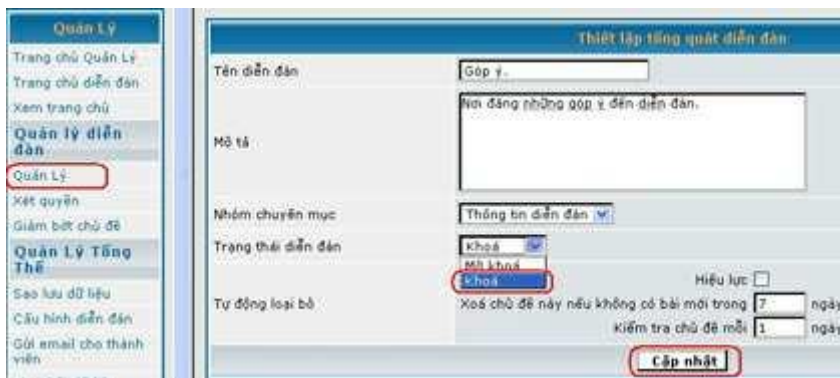 Quản Lý
Trang chủ Quản Lý
Trang chủ diễn đàn
Xem trang chủ
Quản lý diễn
đàn
Quản Lý
Xét quyền
Giảm bớt chủ đề
Quản Lý Tổng
Thể
Sao lưu dữ liệu
Cấu hình diễn đàn
Gửi email cho thành
viên
Thiết lập tổng quát diễn đàn
Tên diễn đàn
Góp ý.
Mô tả
Nơi đăng những góp ý đến diễn đàn.
Nhóm chuyên mục
Thông tin diễn đàn
Trạng thái diễn đàn
Khoá
Mở khoá
Khoá
Tự động loại bỏ
Hiệu lực
Xoá chủ đề này nếu không có bài mới trong 7 ngày
Kiểm tra chủ đề mỗi 1 ngày
Cập nhật